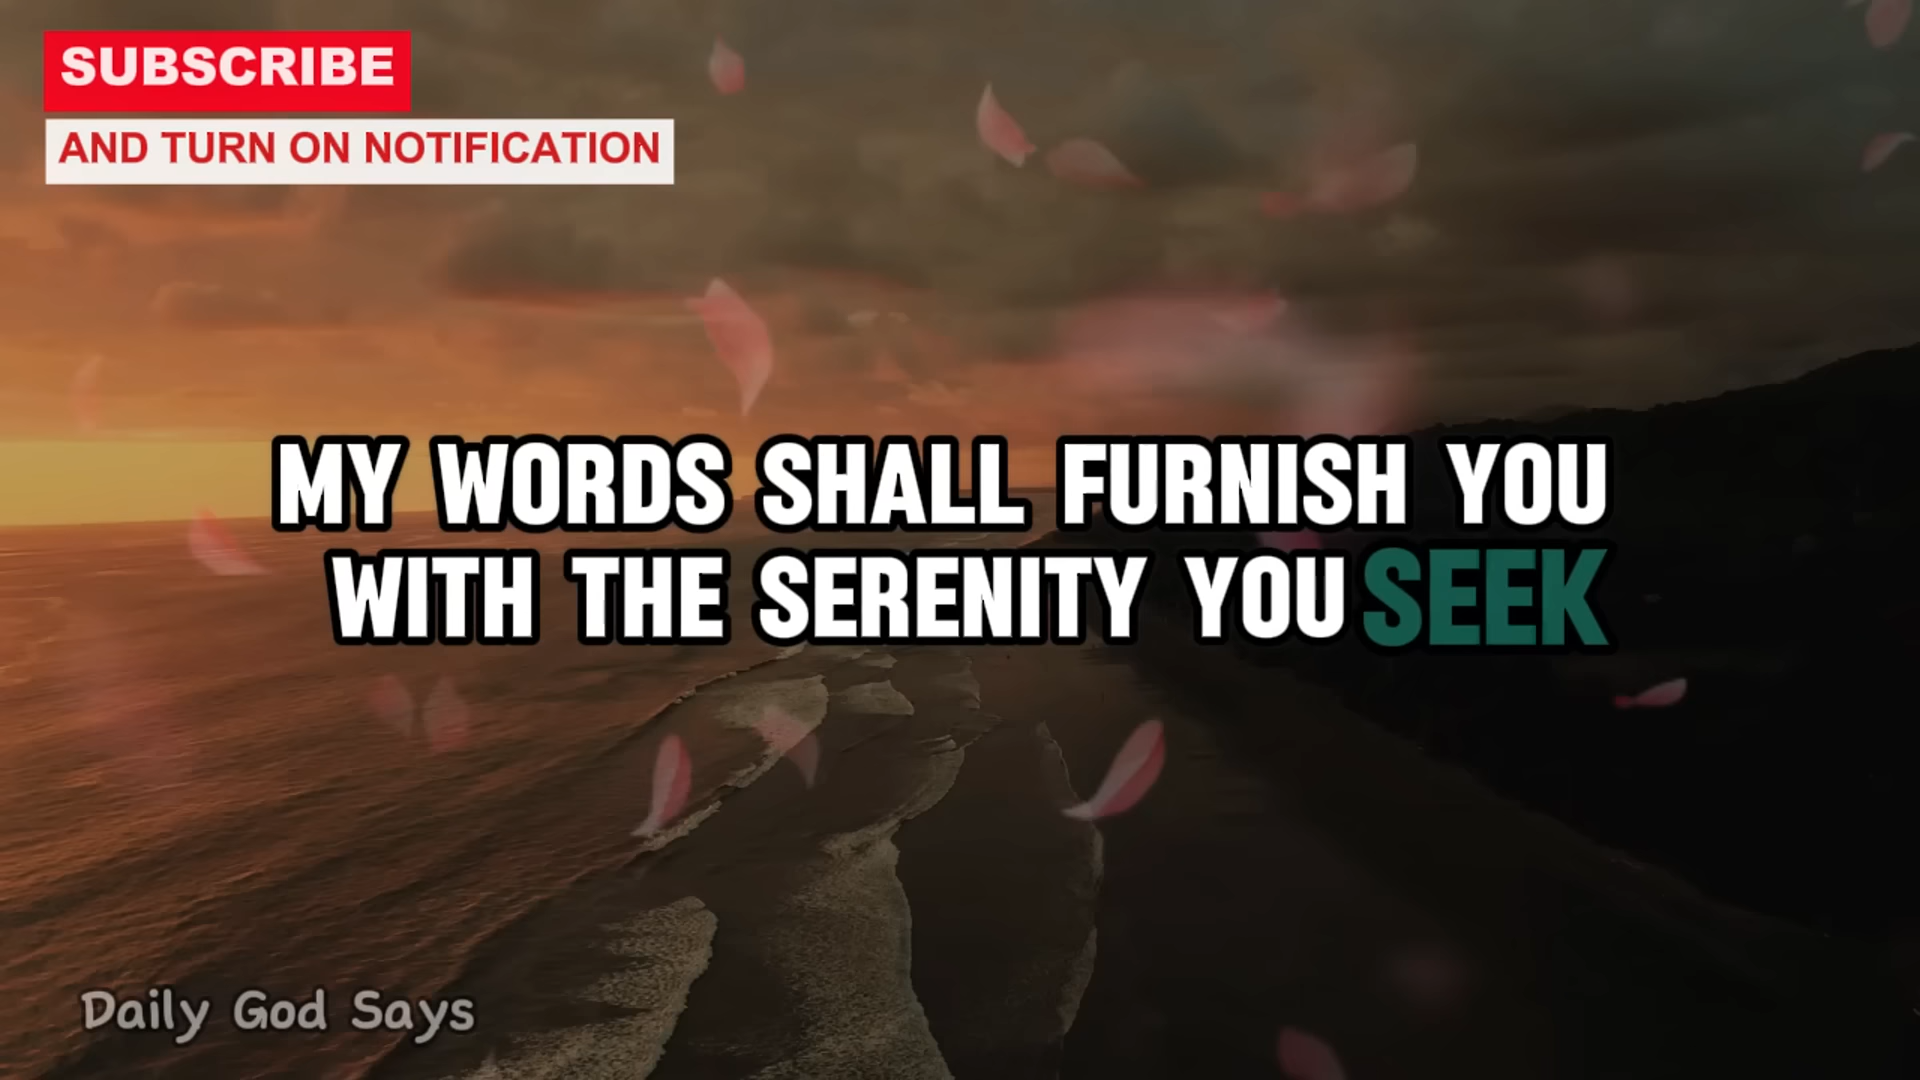 SUBSCRIBE
AND TURN ON NOTIFICATION
MY WORDS SHALL FURNISH YOU
WITH THE SERENITY YOU SEEK
Daily God Says